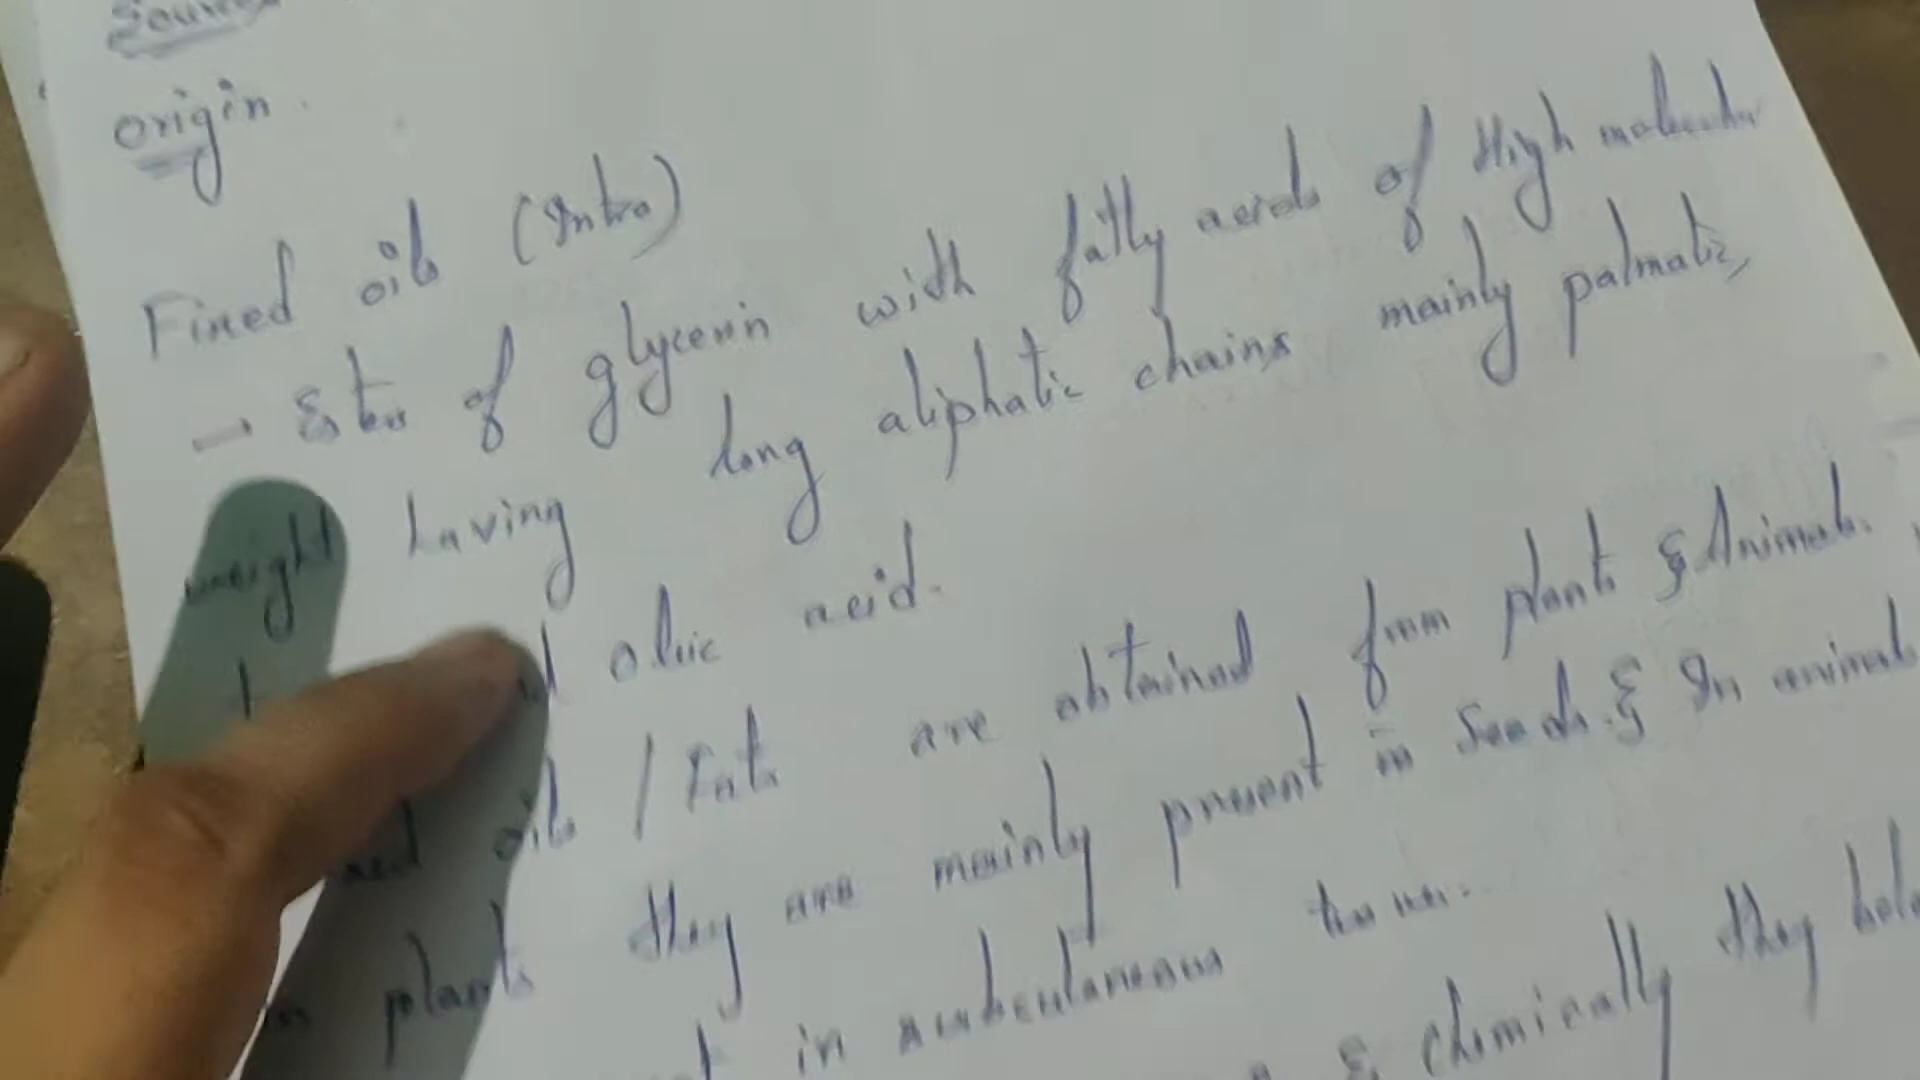 Source
origin.
Fixed oils (Intro)
→ Ester of glycerin with fatty acids of High molecular
weight having long aliphatic chains mainly palmatic,
oleic acid.
oils / Fats are obtained from plants & Animals.
plants they are mainly present in Seeds. & In animals
in subcutaneous tissues.
& chemically they